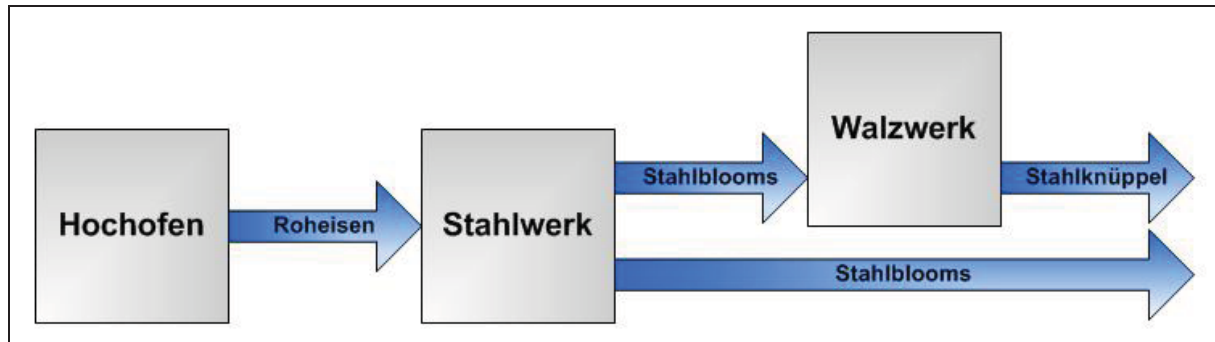 Hochofen
Roheisen
Stahlwerk
Stahlblooms
Walzwerk
Stahlknüppel
Stahlblooms